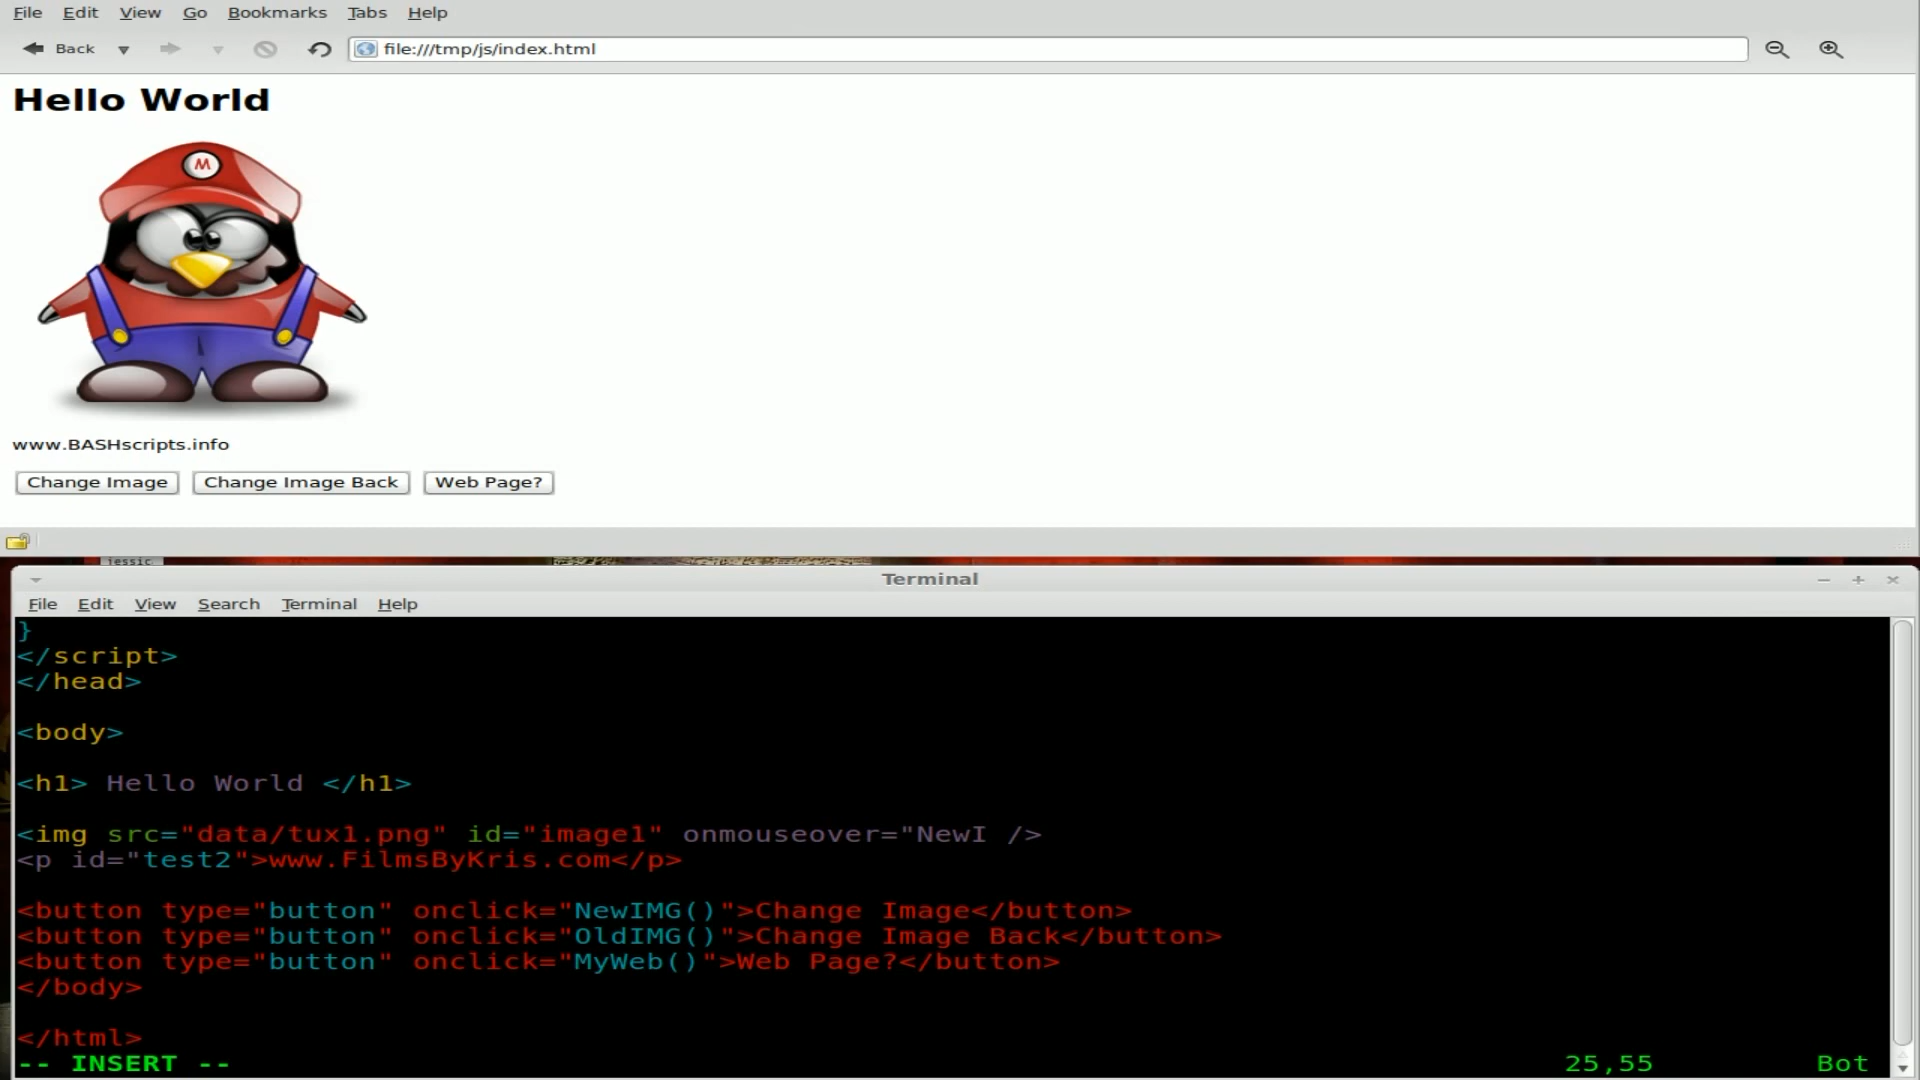 File Edit View Go Bookmarks Tabs Help
Back file:///tmp/js/index.html
Hello World
M
www.BASHscripts.info
Change Image Change Image Back Web Page?
jessic
Terminal
File Edit View Search Terminal Help
}
</script>
</head>
<body>
<h1> Hello World </h1>
<img src="data/tux1.png" id="image1" onmouseover="NewI />
<p id="test2">www.FilmsByKris.com</p>
<button type="button" onclick="NewIMG()">Change Image</button>
<button type="button" onclick="OldIMG()">Change Image Back</button>
<button type="button" onclick="MyWeb()">Web Page?</button>
</body>
</html>
-- INSERT -- 25,55 Bot